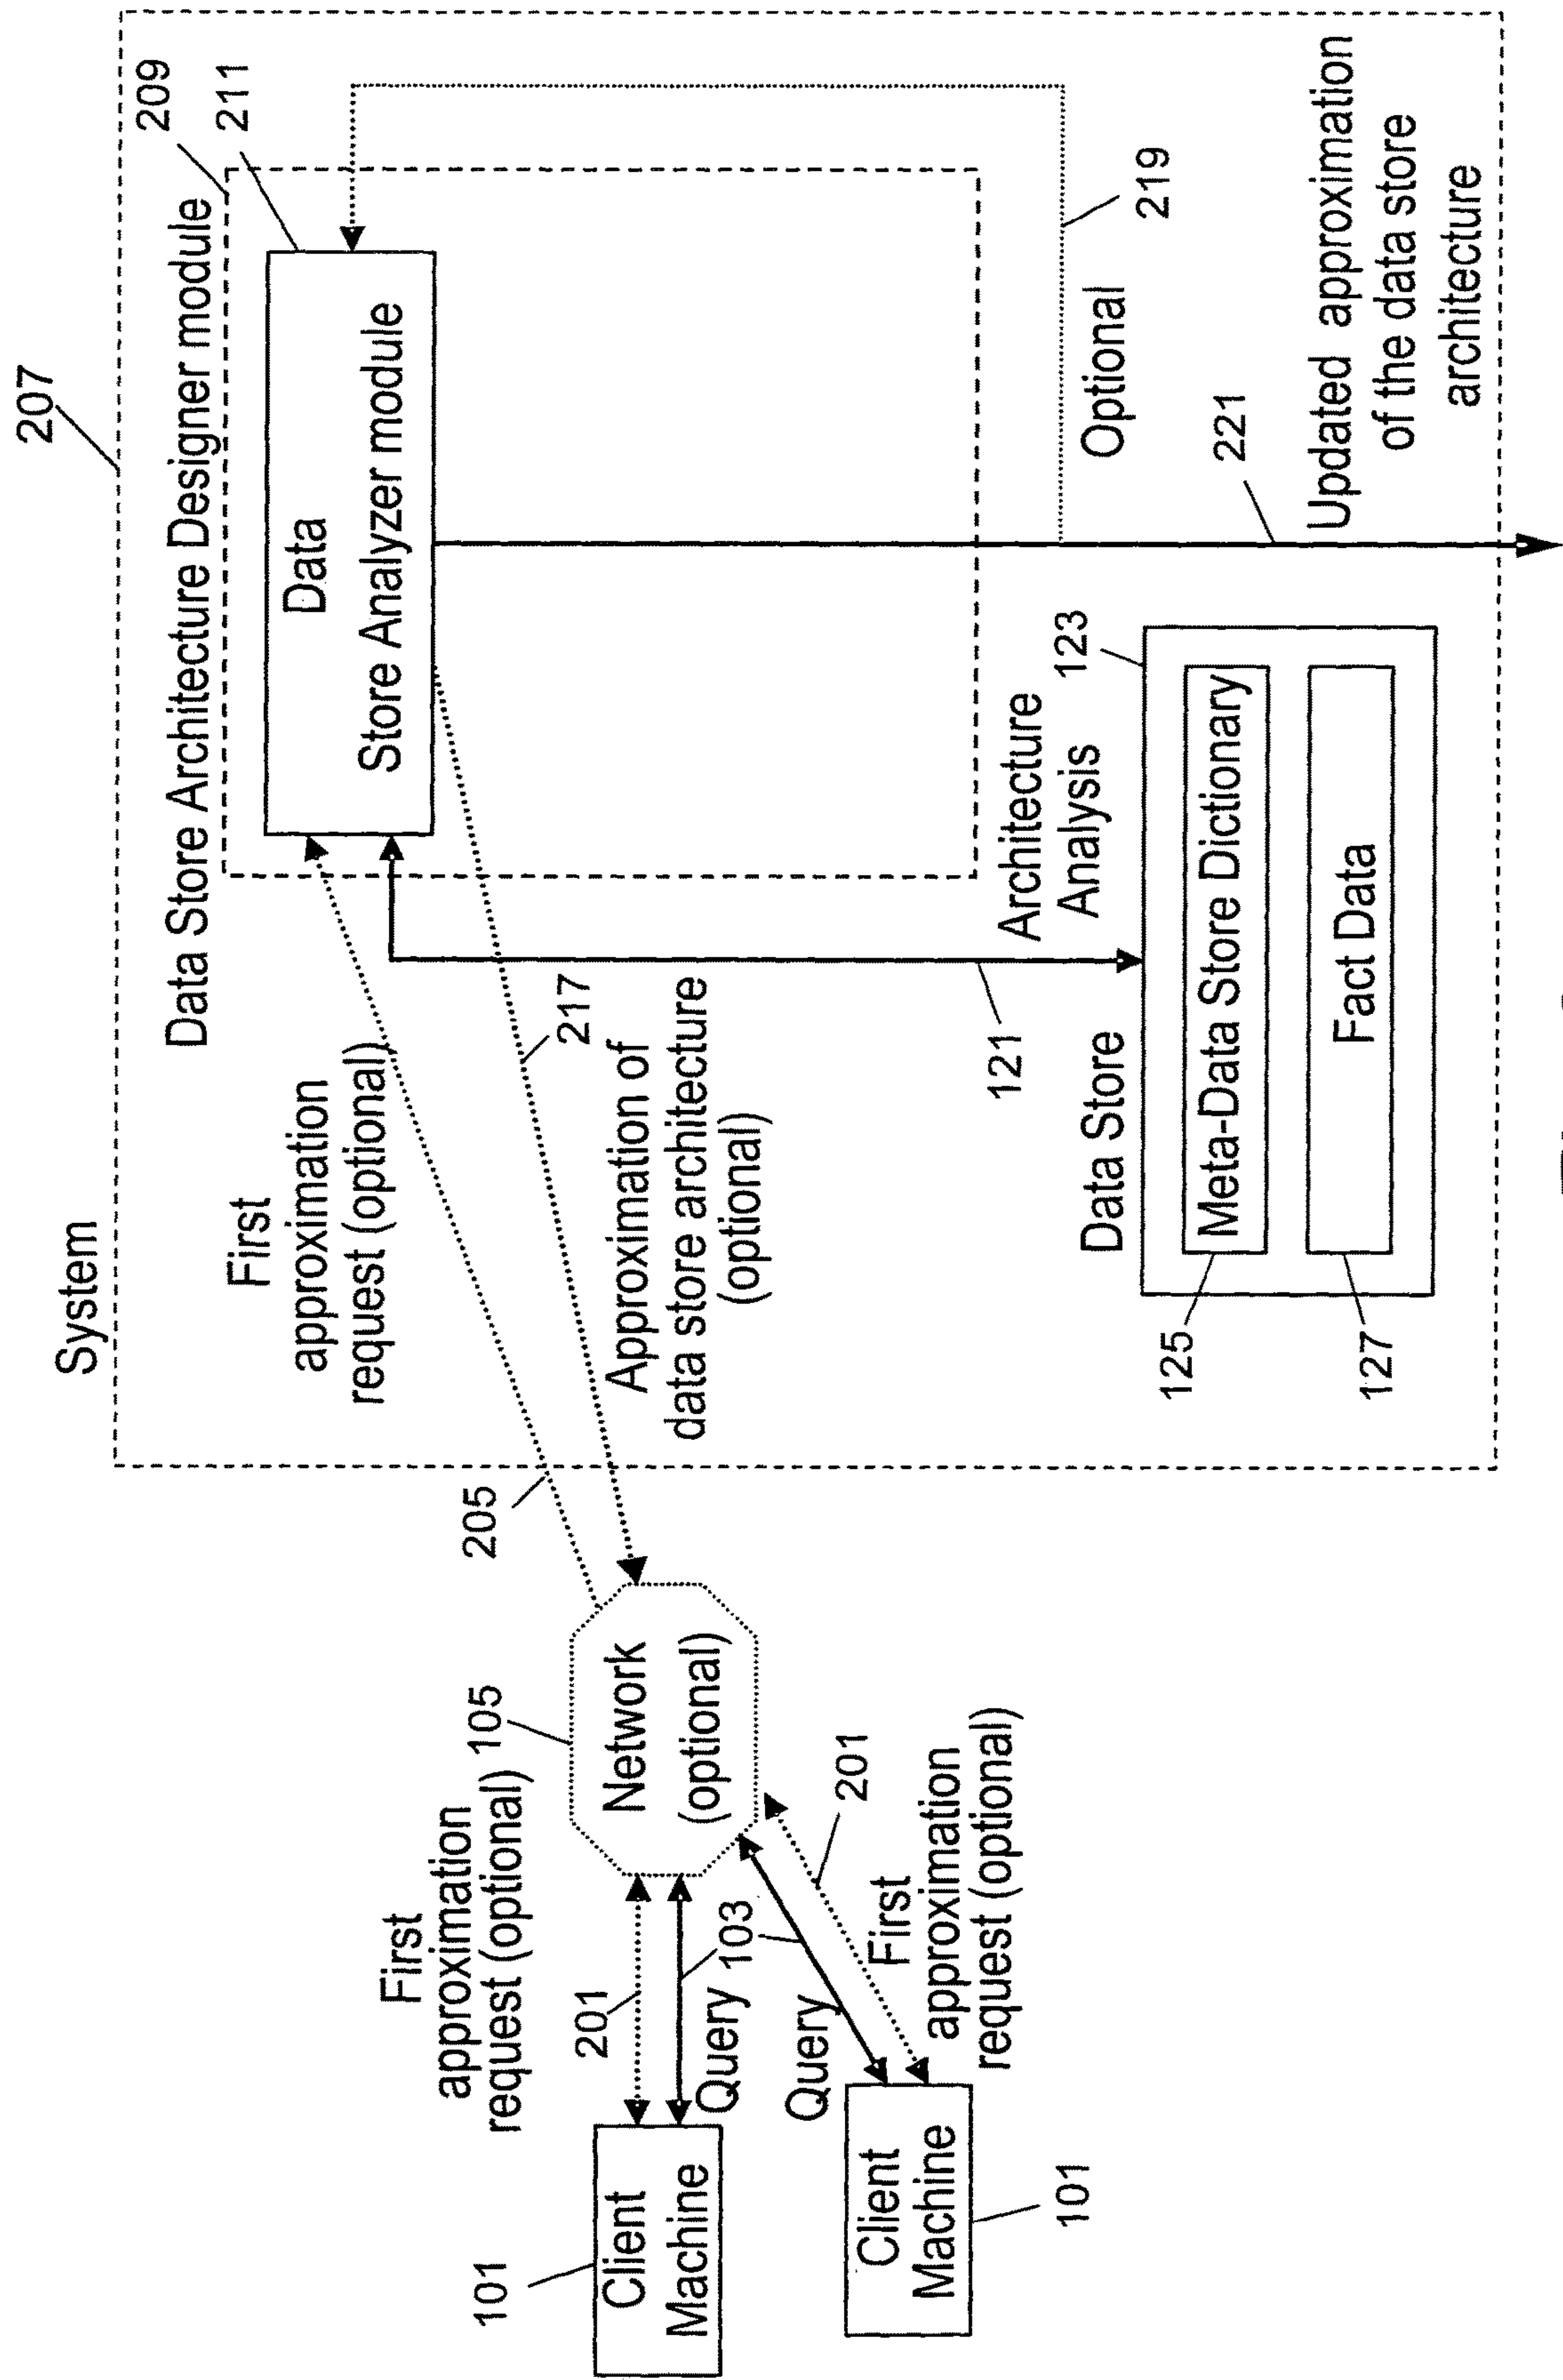 System
207
Data Store Architecture Designer module
209
211
Data
Store Analyzer module
First
approximation
request (optional)
205
217
Approximation of
data store architecture
(optional)
First
approximation
request (optional)
105
Network
(optional)
201
Query
103
Query
201
First
approximation
request (optional)
101
Client
Machine
Client
Machine
101
Architecture
Analysis
121
Data Store
123
Meta-Data Store Dictionary
Fact Data
125
127
Optional
219
221
Updated approximation
of the data store
architecture